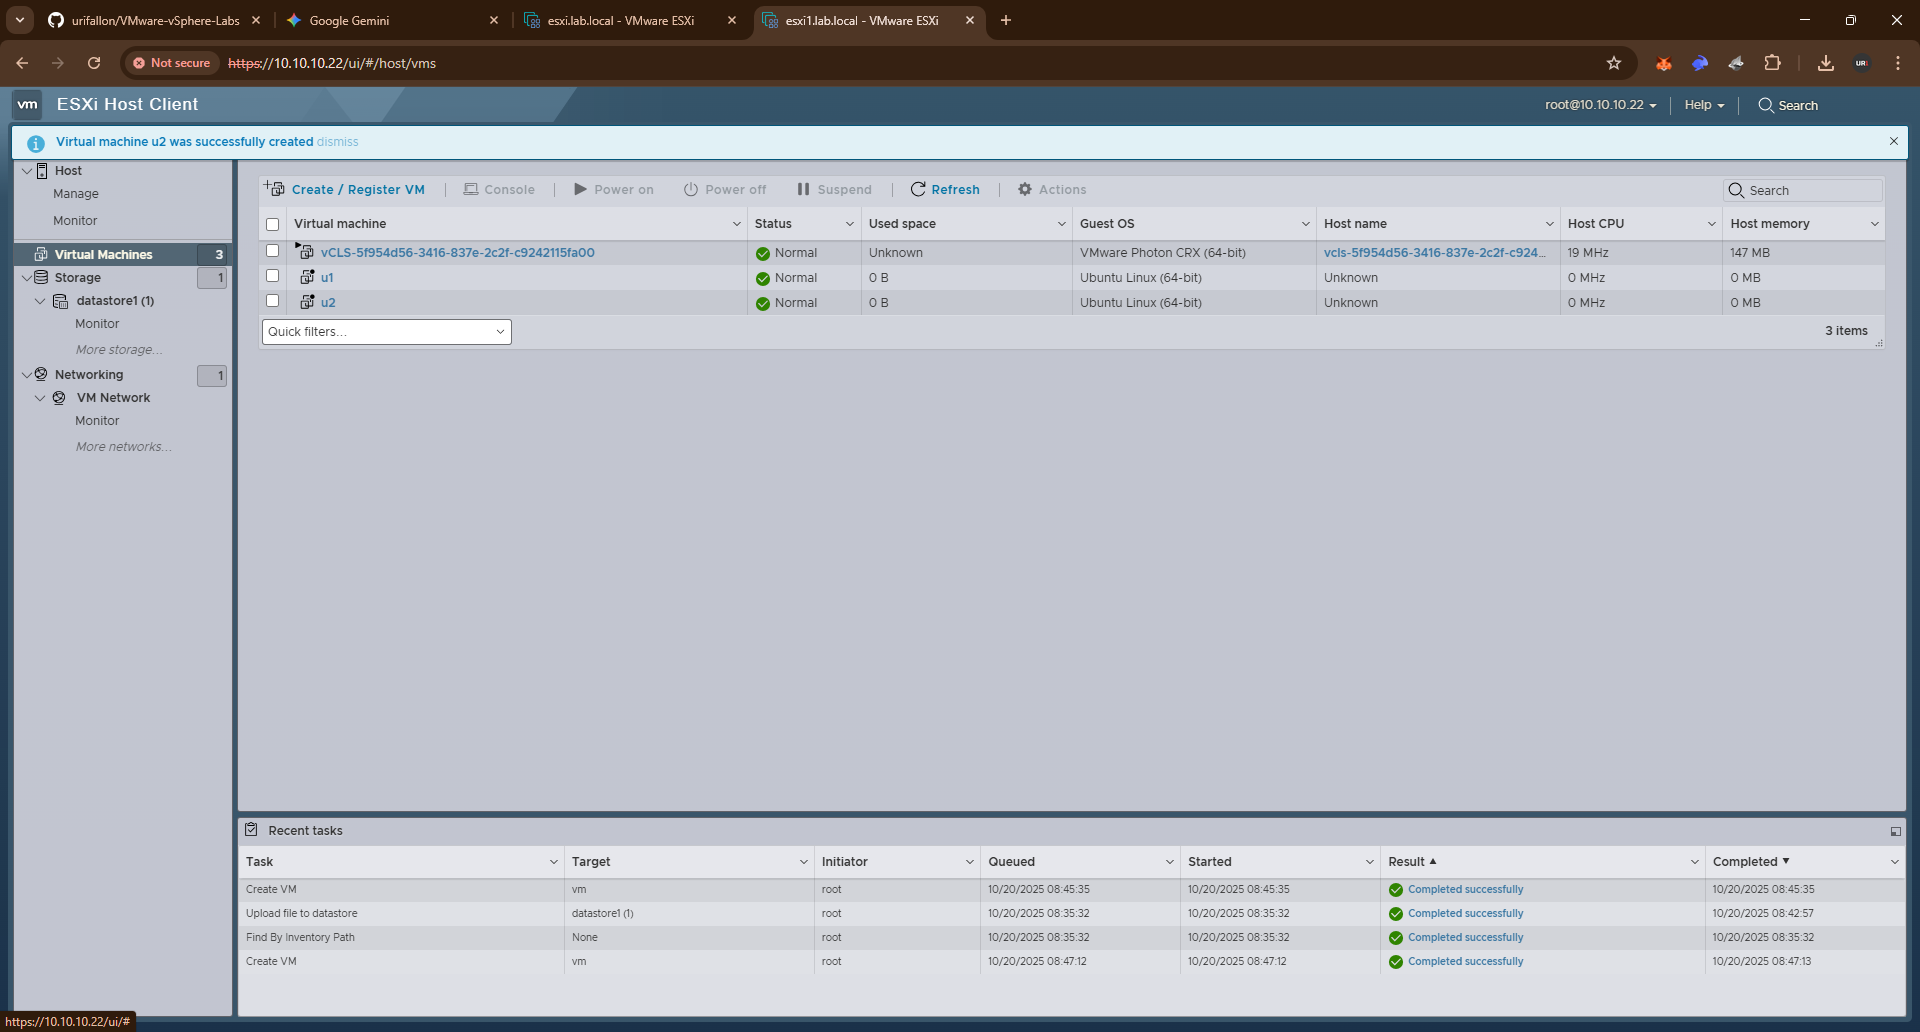 urifallon/VMware-vSphere-Labs
Google Gemini
esxi.lab.local - VMware ESXi
esxi1.lab.local - VMware ESXi
Not secure
https://10.10.10.22/ui/#/host/vms
URI
vm
ESXi Host Client
root@10.10.10.22
Help
Search
Virtual machine u2 was successfully created dismiss
Host
Manage
Monitor
Virtual Machines 3
Storage 1
datastore1 (1)
Monitor
More storage...
Networking 1
VM Network
Monitor
More networks...
Create / Register VM
Console
Power on
Power off
Suspend
Refresh
Actions
Search
Virtual machine Status Used space Guest OS Host name Host CPU Host memory
vCLS-5f954d56-3416-837e-2c2f-c9242115fa00 Normal Unknown VMware Photon CRX (64-bit) vcls-5f954d56-3416-837e-2c2f-c924... 19 MHz 147 MB
u1 Normal 0 B Ubuntu Linux (64-bit) Unknown 0 MHz 0 MB
u2 Normal 0 B Ubuntu Linux (64-bit) Unknown 0 MHz 0 MB
Quick filters...
3 items
Recent tasks
Task Target Initiator Queued Started Result Completed
Create VM vm root 10/20/2025 08:45:35 10/20/2025 08:45:35 Completed successfully 10/20/2025 08:45:35
Upload file to datastore datastore1 (1) root 10/20/2025 08:35:32 10/20/2025 08:35:32 Completed successfully 10/20/2025 08:42:57
Find By Inventory Path None root 10/20/2025 08:35:32 10/20/2025 08:35:32 Completed successfully 10/20/2025 08:35:32
Create VM vm root 10/20/2025 08:47:12 10/20/2025 08:47:12 Completed successfully 10/20/2025 08:47:13
https://10.10.10.22/ui/#